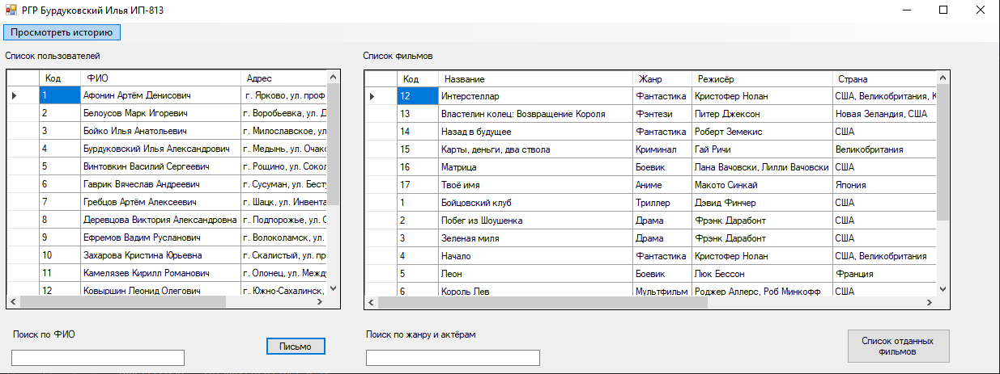 РГР Бурдуковский Илья ИП-813
Просмотреть историю
Список пользователей
Код ФИО Адрес
1 Афонин Артём Денисович г. Ярково, ул. проф
2 Белоусов Марк Игоревич г. Воробьевка, ул. Д
3 Бойко Илья Анатольевич г. Милославское, ул
4 Бурдуковский Илья Александрович г. Медынь, ул. Очако
5 Винтовкин Василий Сергеевич г. Рощино, ул. Сокол
6 Гаврик Вячеслав Андреевич г. Сусуман, ул. Бесту
7 Гребцов Артём Алексеевич г. Шацк, ул. Инвента
8 Деревцова Виктория Александровна г. Подпорожье, ул. С
9 Ефремов Вадим Русланович г. Волоколамск, ул.
10 Захарова Кристина Юрьевна г. Скалистый, ул. пр
11 Камелязев Кирилл Романович г. Олонец, ул. Между
12 Ковыршин Леонид Олегович г. Южно-Сахалинск,
Поиск по ФИО
Письмо
Список фильмов
Код Название Жанр Режисёр Страна
12 Интерстеллар Фантастика Кристофер Нолан США, Великобритания, К
13 Властелин колец: Возвращение Короля Фэнтези Питер Джексон Новая Зеландия, США
14 Назад в будущее Фантастика Роберт Земекис США
15 Карты, деньги, два ствола Криминал Гай Ричи Великобритания
16 Матрица Боевик Лана Вачовски, Лилли Вачовски США
17 Твоё имя Аниме Макото Синкай Япония
1 Бойцовский клуб Триллер Дэвид Финчер США
2 Побег из Шоушенка Драма Фрэнк Дарабонт США
3 Зеленая миля Драма Фрэнк Дарабонт США
4 Начало Фантастика Кристофер Нолан США, Великобритания
5 Леон Боевик Люк Бессон Франция
6 Король Лев Мультфильм Роджер Аллерс, Роб Минкофф США
Поиск по жанру и актёрам
Список отданных
фильмов